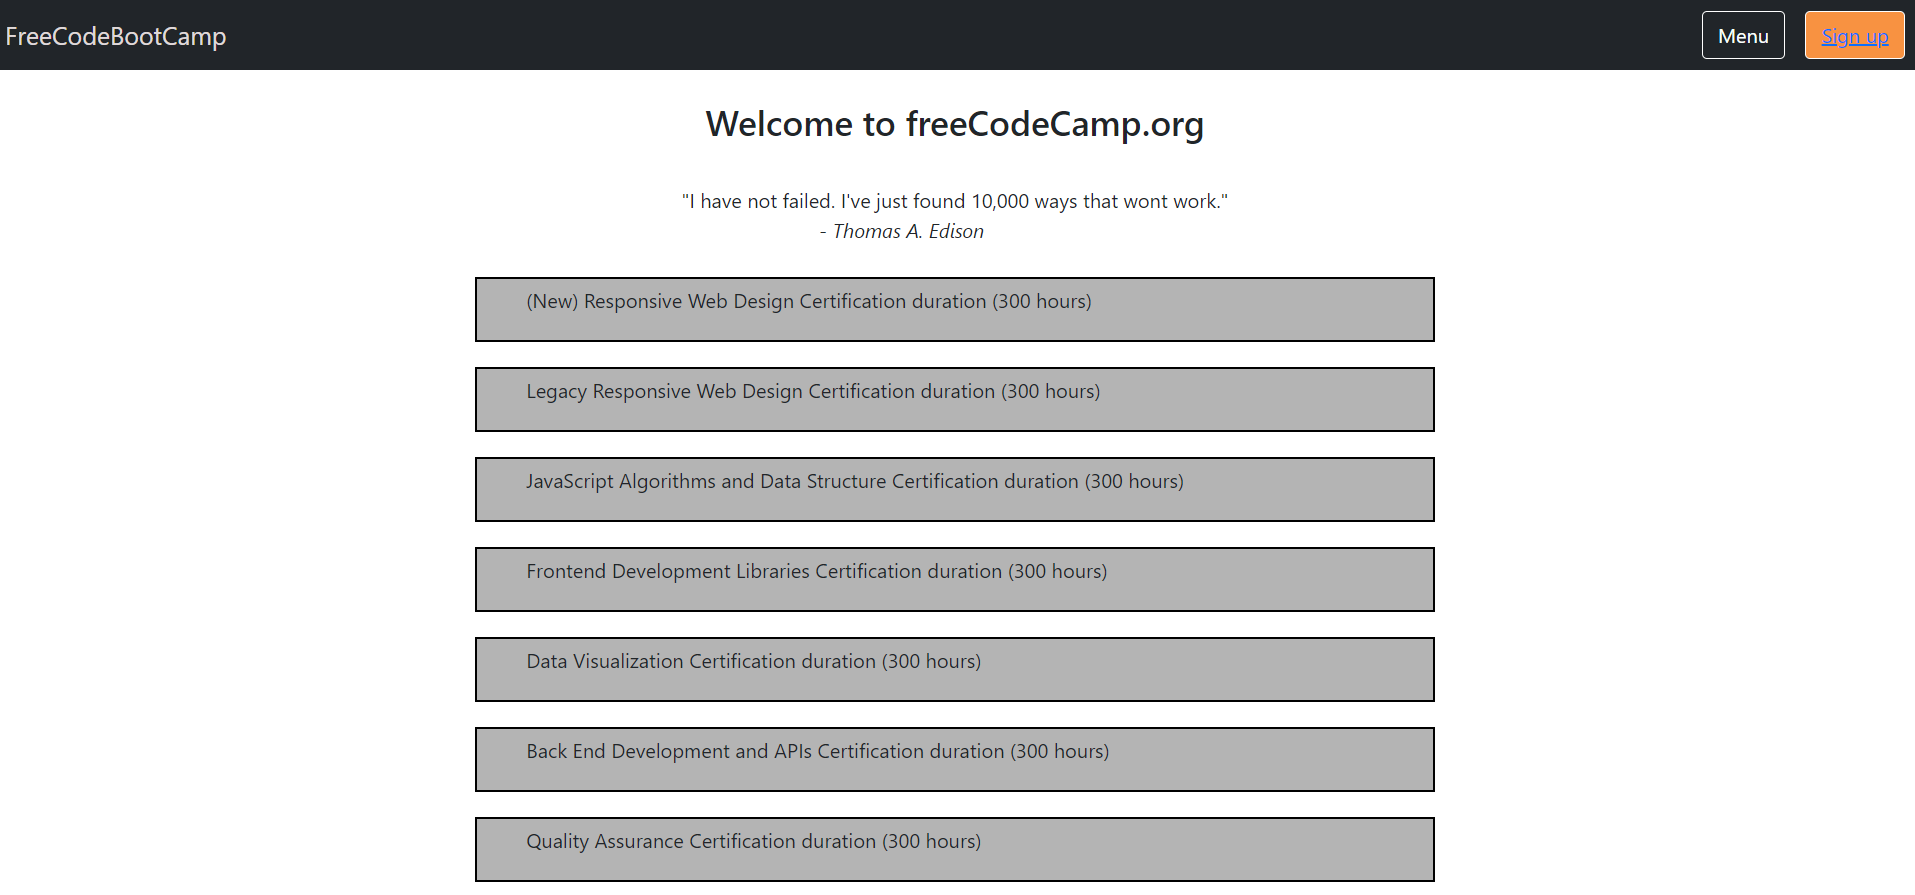 FreeCodeBootCamp
Menu
Sign up
Welcome to freeCodeCamp.org
"I have not failed. I've just found 10,000 ways that wont work."
- Thomas A. Edison
(New) Responsive Web Design Certification duration (300 hours)
Legacy Responsive Web Design Certification duration (300 hours)
JavaScript Algorithms and Data Structure Certification duration (300 hours)
Frontend Development Libraries Certification duration (300 hours)
Data Visualization Certification duration (300 hours)
Back End Development and APIs Certification duration (300 hours)
Quality Assurance Certification duration (300 hours)